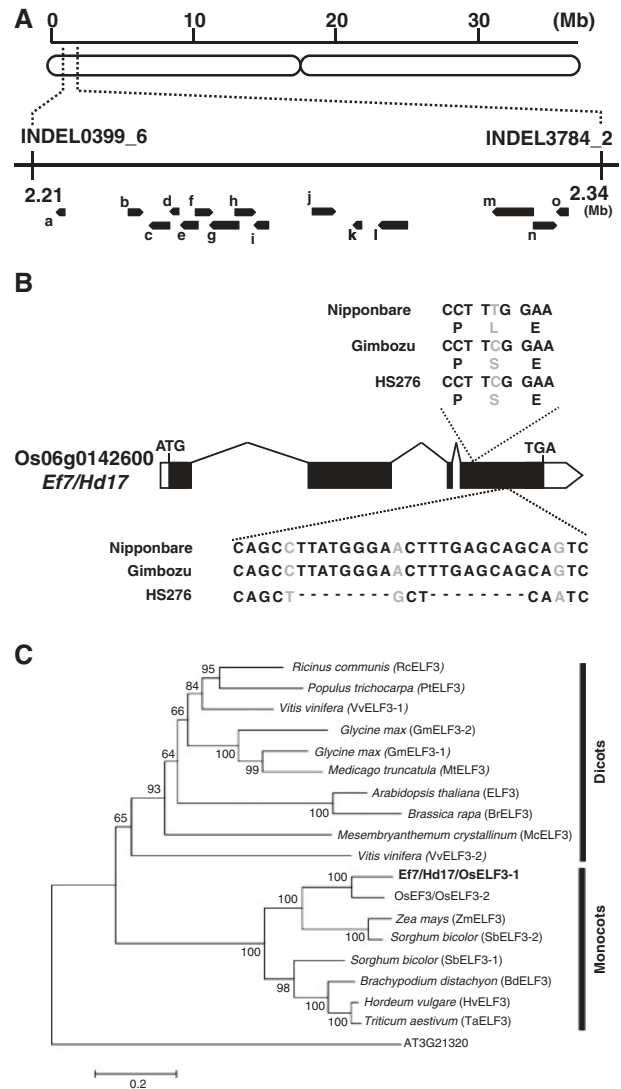 A
0 10 20 30 (Mb)
INDEL0399_6 INDEL3784_2
2.21 2.34
(Mb)
a b c d e f g h i j k l m n o
B
Nipponbare CCT TTG GAA
P L E
Gimbozu CCT TCG GAA
P S E
HS276 CCT TCG GAA
P S E
Os06g0142600
Ef7/Hd17
ATG TGA
Nipponbare CAGCCTTATGGGAACTTTGAGCAGCAGTC
Gimbozu CAGCCTTATGGGAACTTTGAGCAGCAGTC
HS276 CAGCT--------GCT---------CAATC
C
95 Ricinus communis (RcELF3)
84 Populus trichocarpa (PtELF3)
66 Vitis vinifera (VvELF3-1)
Glycine max (GmELF3-2)
100
64 Glycine max (GmELF3-1)
99 Medicago truncatula (MtELF3)
93 Arabidopsis thaliana (ELF3)
100 Brassica rapa (BrELF3)
65 Mesembryanthemum crystallinum (McELF3)
Vitis vinifera (VvELF3-2)
Dicots
100 Ef7/Hd17/OsELF3-1
100 OsEF3/OsELF3-2
Zea mays (ZmELF3)
100 Sorghum bicolor (SbELF3-2)
100
Sorghum bicolor (SbELF3-1)
98 Brachypodium distachyon (BdELF3)
100 Hordeum vulgare (HvELF3)
100 Triticum aestivum (TaELF3)
Monocots
AT3G21320
0.2